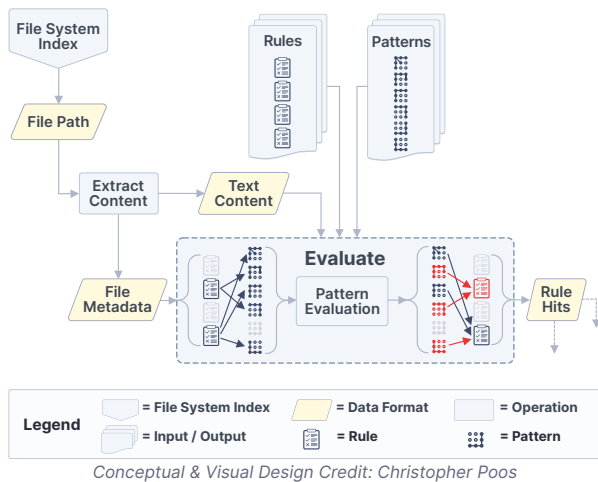 File System
Index
Rules
Patterns
File Path
Extract
Content
Text
Content
Evaluate
File
Metadata
Pattern
Evaluation
Rule
Hits
Legend
= File System Index
= Data Format
= Operation
= Input / Output
= Rule
= Pattern
Conceptual & Visual Design Credit: Christopher Poos